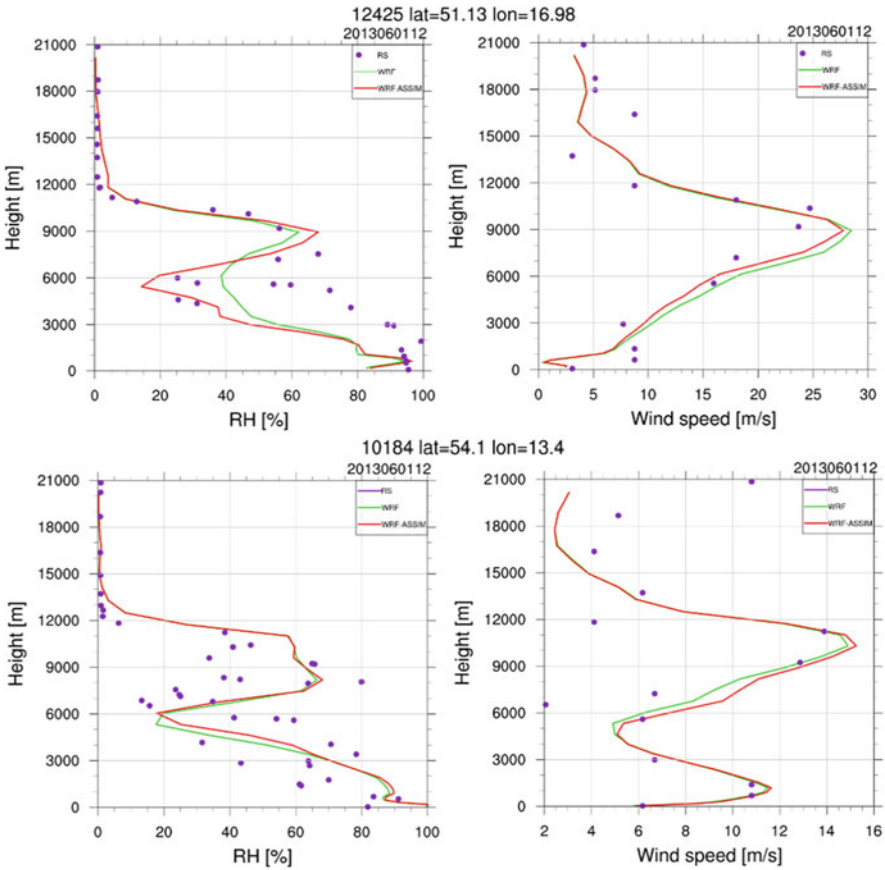 12425 lat=51.13 lon=16.98
2013060112
RS
WRF
WRF ASSIM
21000
18000
15000
12000
9000
6000
3000
0
Height [m]
0 20 40 60 80 100
RH [%]
2013060112
RS
WRF
WRF ASSIM
21000
18000
15000
12000
9000
6000
3000
0
Height [m]
0 5 10 15 20 25 30
Wind speed [m/s]
10184 lat=54.1 lon=13.4
2013060112
RS
WRF
WRF ASSIM
21000
18000
15000
12000
9000
6000
3000
0
Height [m]
0 20 40 60 80 100
RH [%]
2013060112
RS
WRF
WRF-ASSIM
21000
18000
15000
12000
9000
6000
3000
0
Height [m]
2 4 6 8 10 12 14 16
Wind speed [m/s]